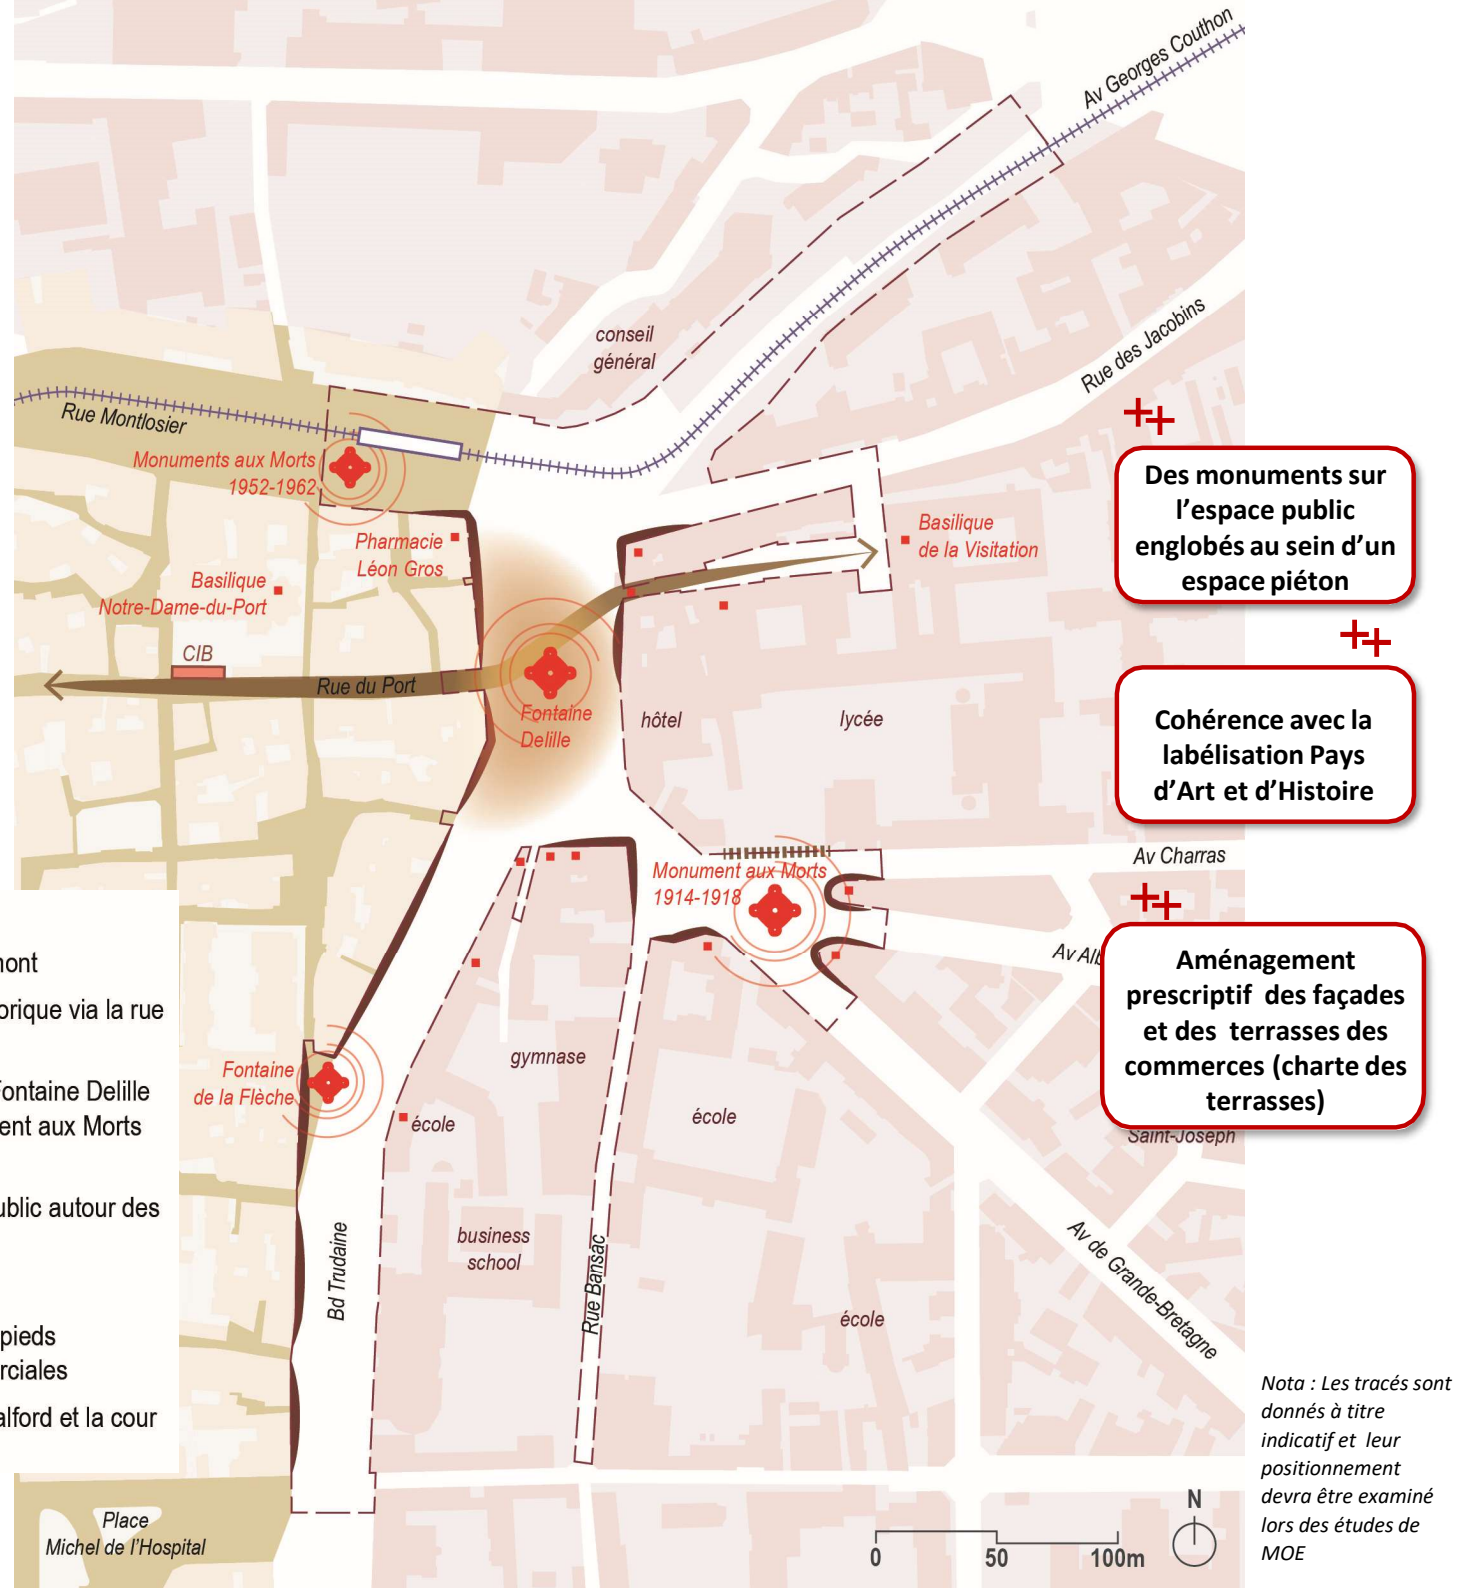 Av Georges Couthon
conseil
général
Rue des Jacobins
Rue Montlosier
Monuments aux Morts
1952-1962
Pharmacie
Léon Gros
Basilique
de la Visitation
Basilique
Notre-Dame-du-Port
CIB
Rue du Port
Fontaine
Delille
hôtel
lycée
Monument aux Morts
1914-1918
Av Charras
Av Alb
Fontaine
de la Flèche
gymnase
école
école
Saint-Joseph
business
school
Bd Trudaine
Rue Bansac
école
Av de Grande-Bretagne
Place
Michel de l'Hospital
0 50 100m
N
mont
orique via la rue
Fontaine Delille
ent aux Morts
ublic autour des
pieds
rciales
alford et la cour
Des monuments sur
l'espace public
englobés au sein d'un
espace piéton
Cohérence avec la
labélisation Pays
d'Art et d'Histoire
Aménagement
prescriptif des façades
et des terrasses des
commerces (charte des
terrasses)
Nota : Les tracés sont
donnés à titre
indicatif et leur
positionnement
devra être examiné
lors des études de
MOE